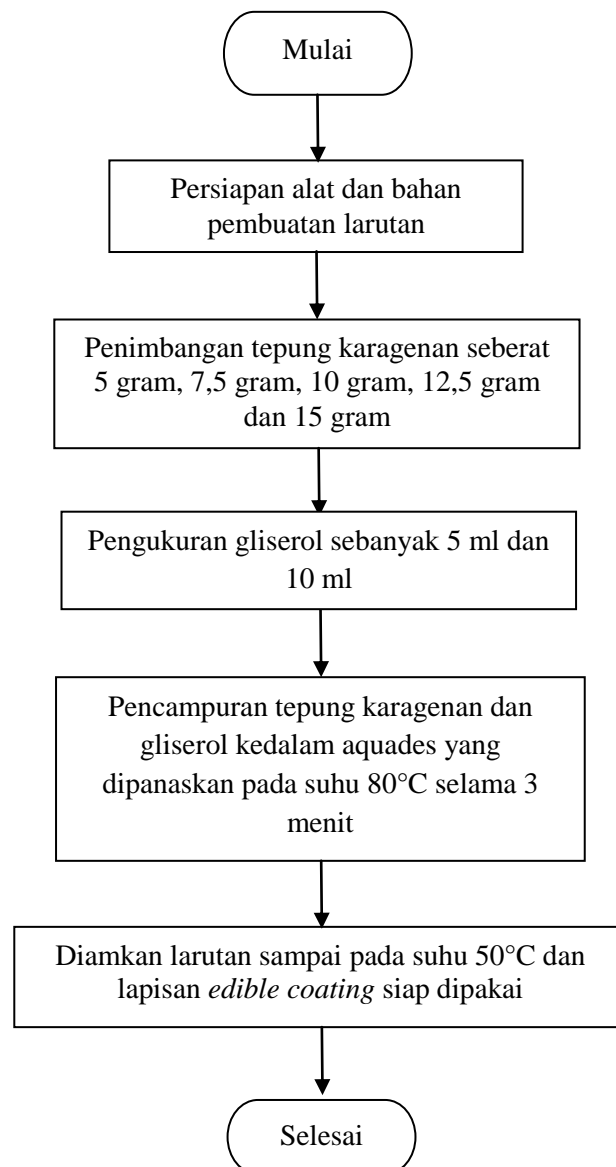 Mulai
Persiapan alat dan bahan
pembuatan larutan
Penimbangan tepung karagenan seberat
5 gram, 7,5 gram, 10 gram, 12,5 gram
dan 15 gram
Pengukuran gliserol sebanyak 5 ml dan
10 ml
Pencampuran tepung karagenan dan
gliserol kedalam aquades yang
dipanaskan pada suhu 80°C selama 3
menit
Diamkan larutan sampai pada suhu 50°C dan
lapisan edible coating siap dipakai
Selesai